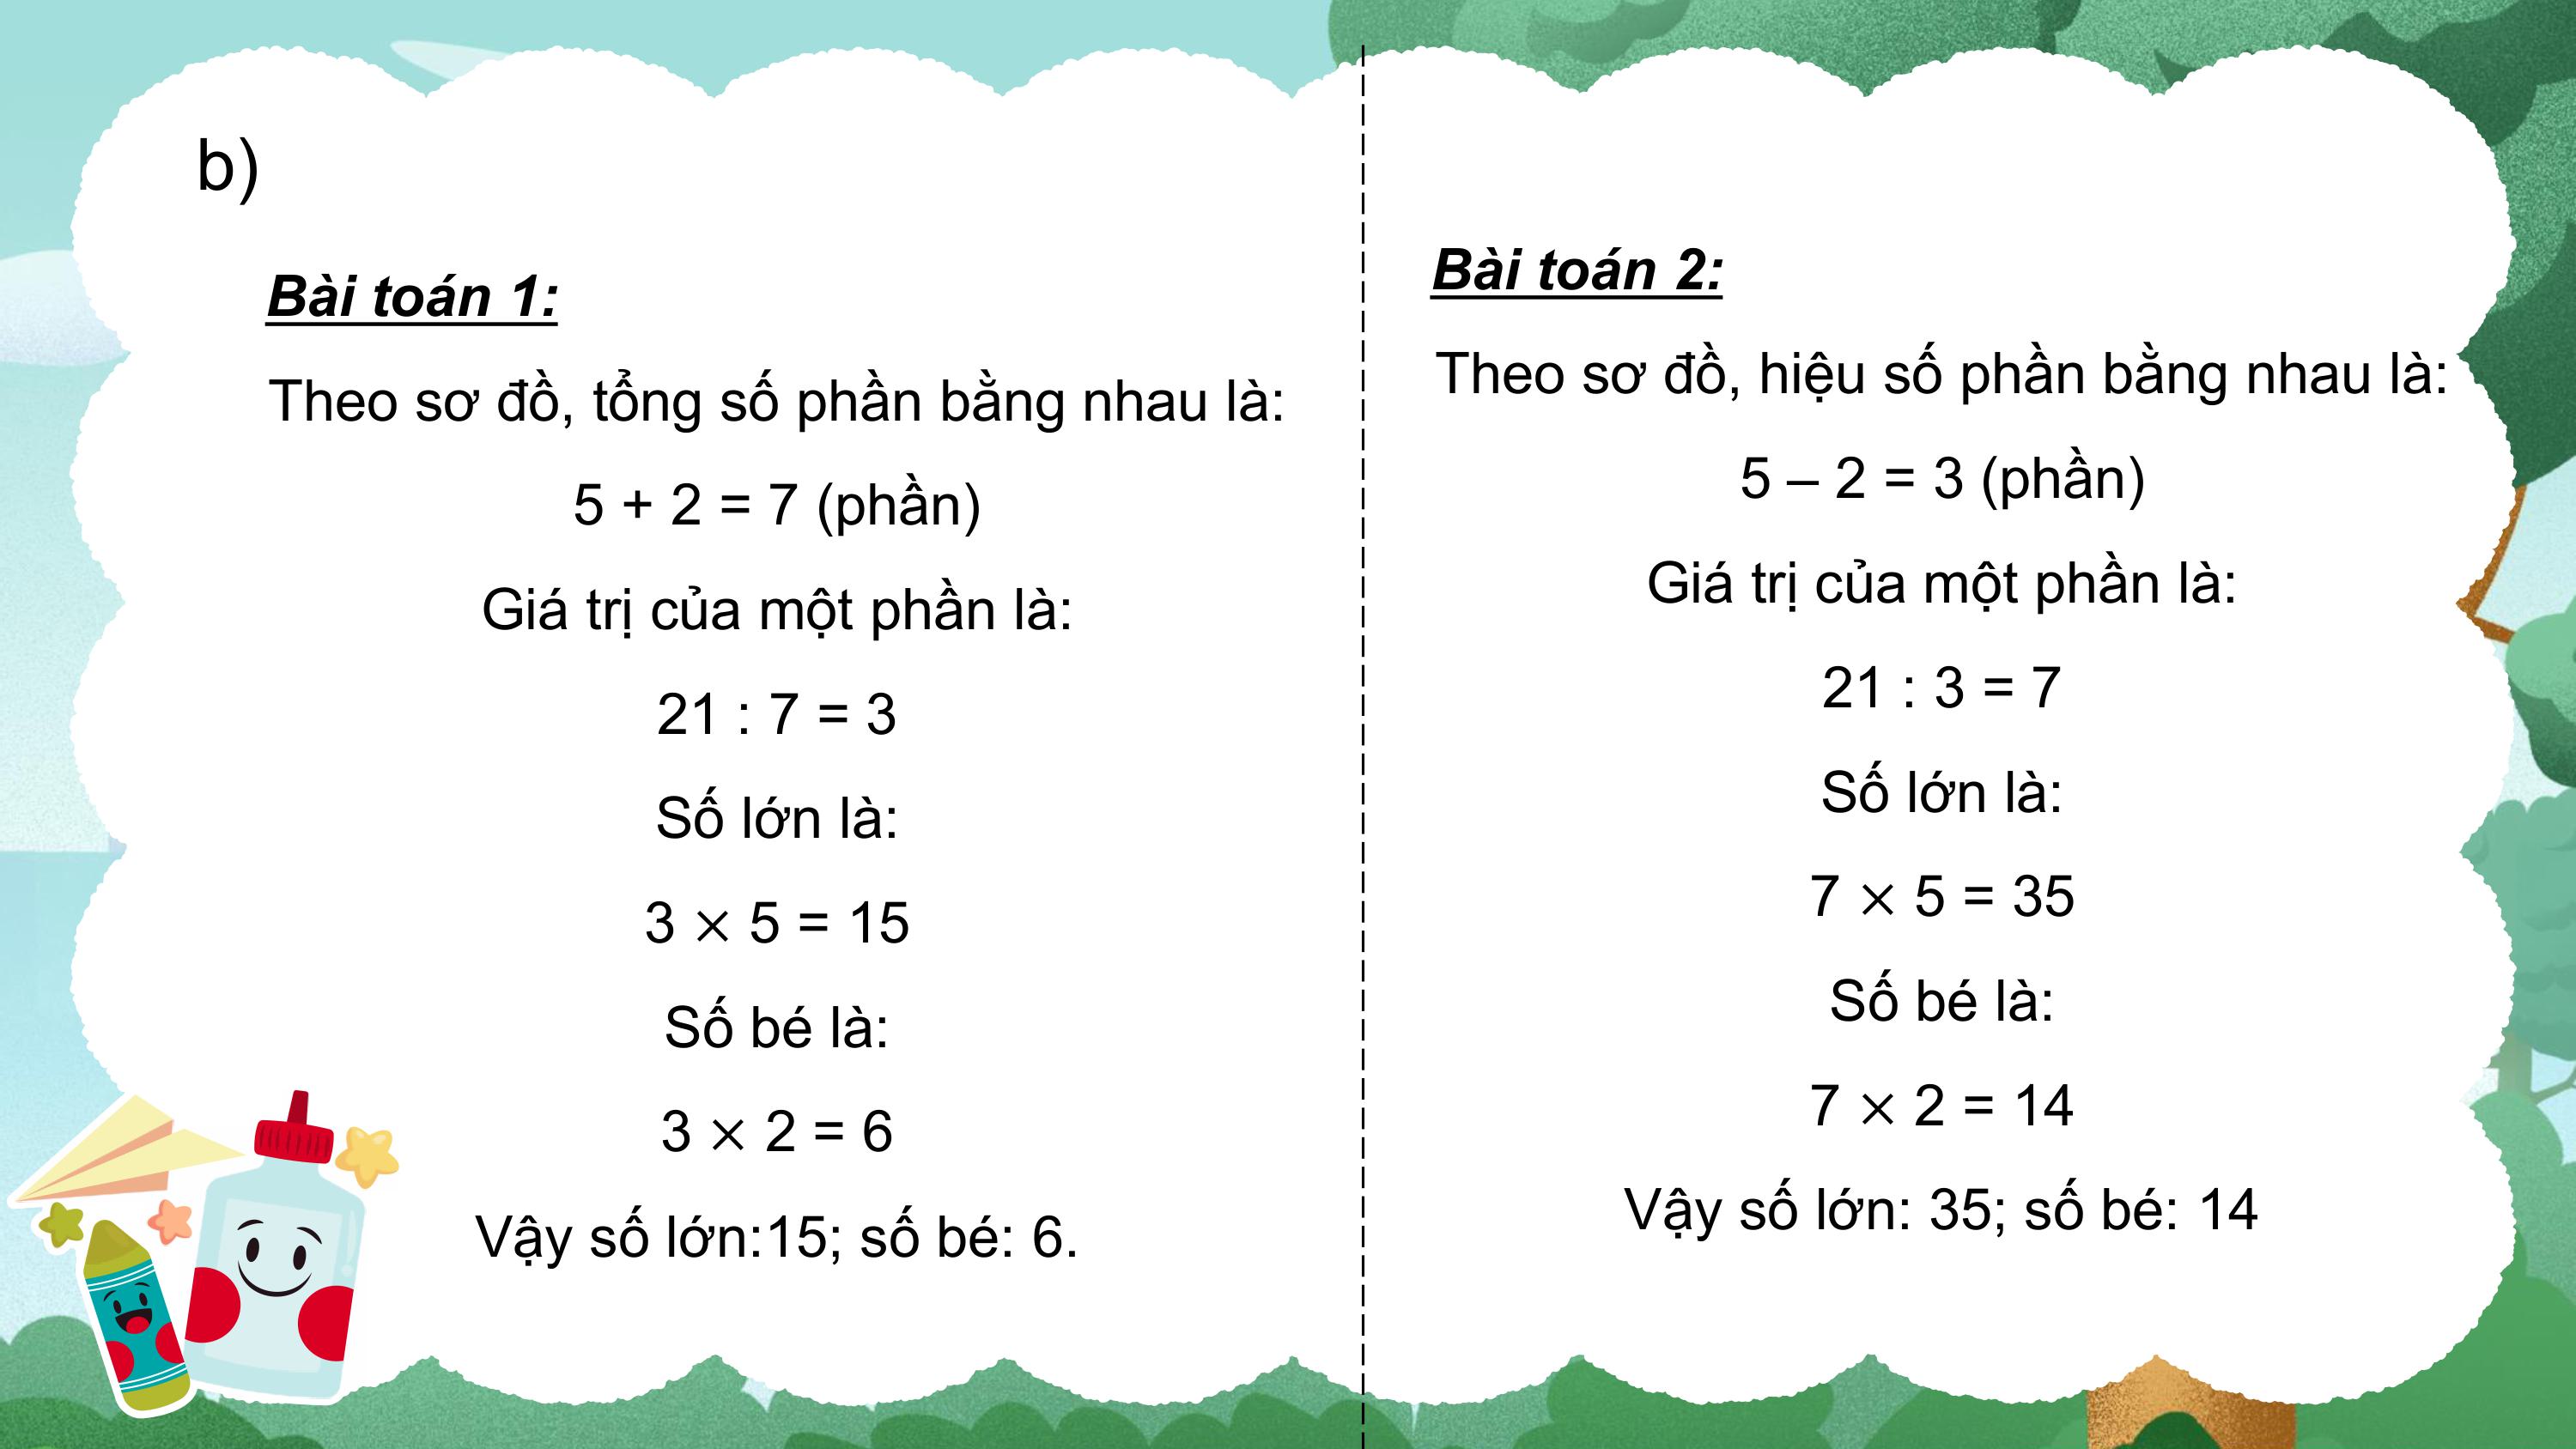 b)
Bài toán 1:
Theo sơ đồ, tổng số phần bằng nhau là:
5 + 2 = 7 (phần)
Giá trị của một phần là:
21 : 7 = 3
Số lớn là:
3 × 5 = 15
Số bé là:
3 × 2 = 6
Vậy số lớn:15; số bé: 6.
Bài toán 2:
Theo sơ đồ, hiệu số phần bằng nhau là:
5 – 2 = 3 (phần)
Giá trị của một phần là:
21 : 3 = 7
Số lớn là:
7 × 5 = 35
Số bé là:
7 × 2 = 14
Vậy số lớn: 35; số bé: 14